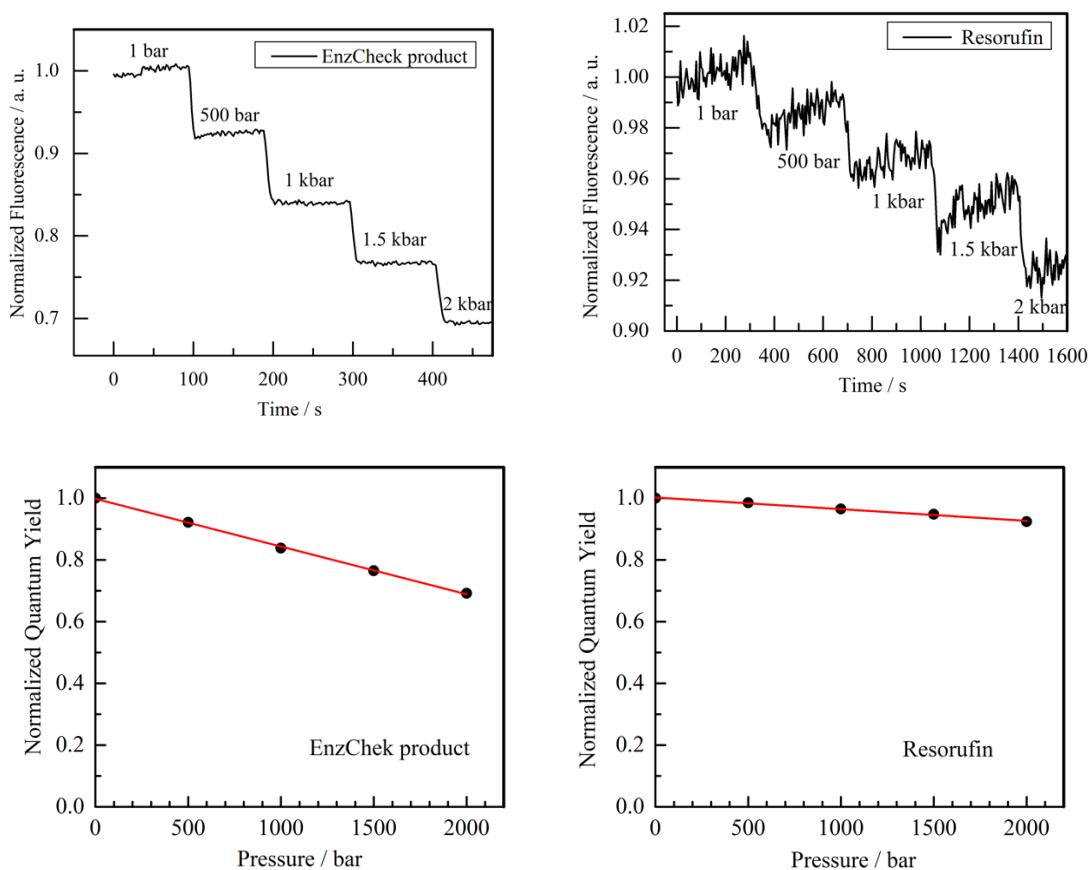 EnzCheck product
1 bar
500 bar
1 kbar
1.5 kbar
2 kbar
1.0
0.9
0.8
0.7
0 100 200 300 400
Normalized Fluorescence / a. u.
Time / s
Resorufin
1 bar
500 bar
1 kbar
1.5 kbar
2 kbar
1.02
1.00
0.98
0.96
0.94
0.92
0.90
0 200 400 600 800 1000 1200 1400 1600
Normalized Fluorescence / a. u.
Time / s
1.0
0.8
0.6
0.4
0.2
0.0
0 500 1000 1500 2000
Normalized Quantum Yield
EnzChek product
Pressure / bar
1.0
0.8
0.6
0.4
0.2
0.0
0 500 1000 1500 2000
Normalized Quantum Yield
Resorufin
Pressure / bar